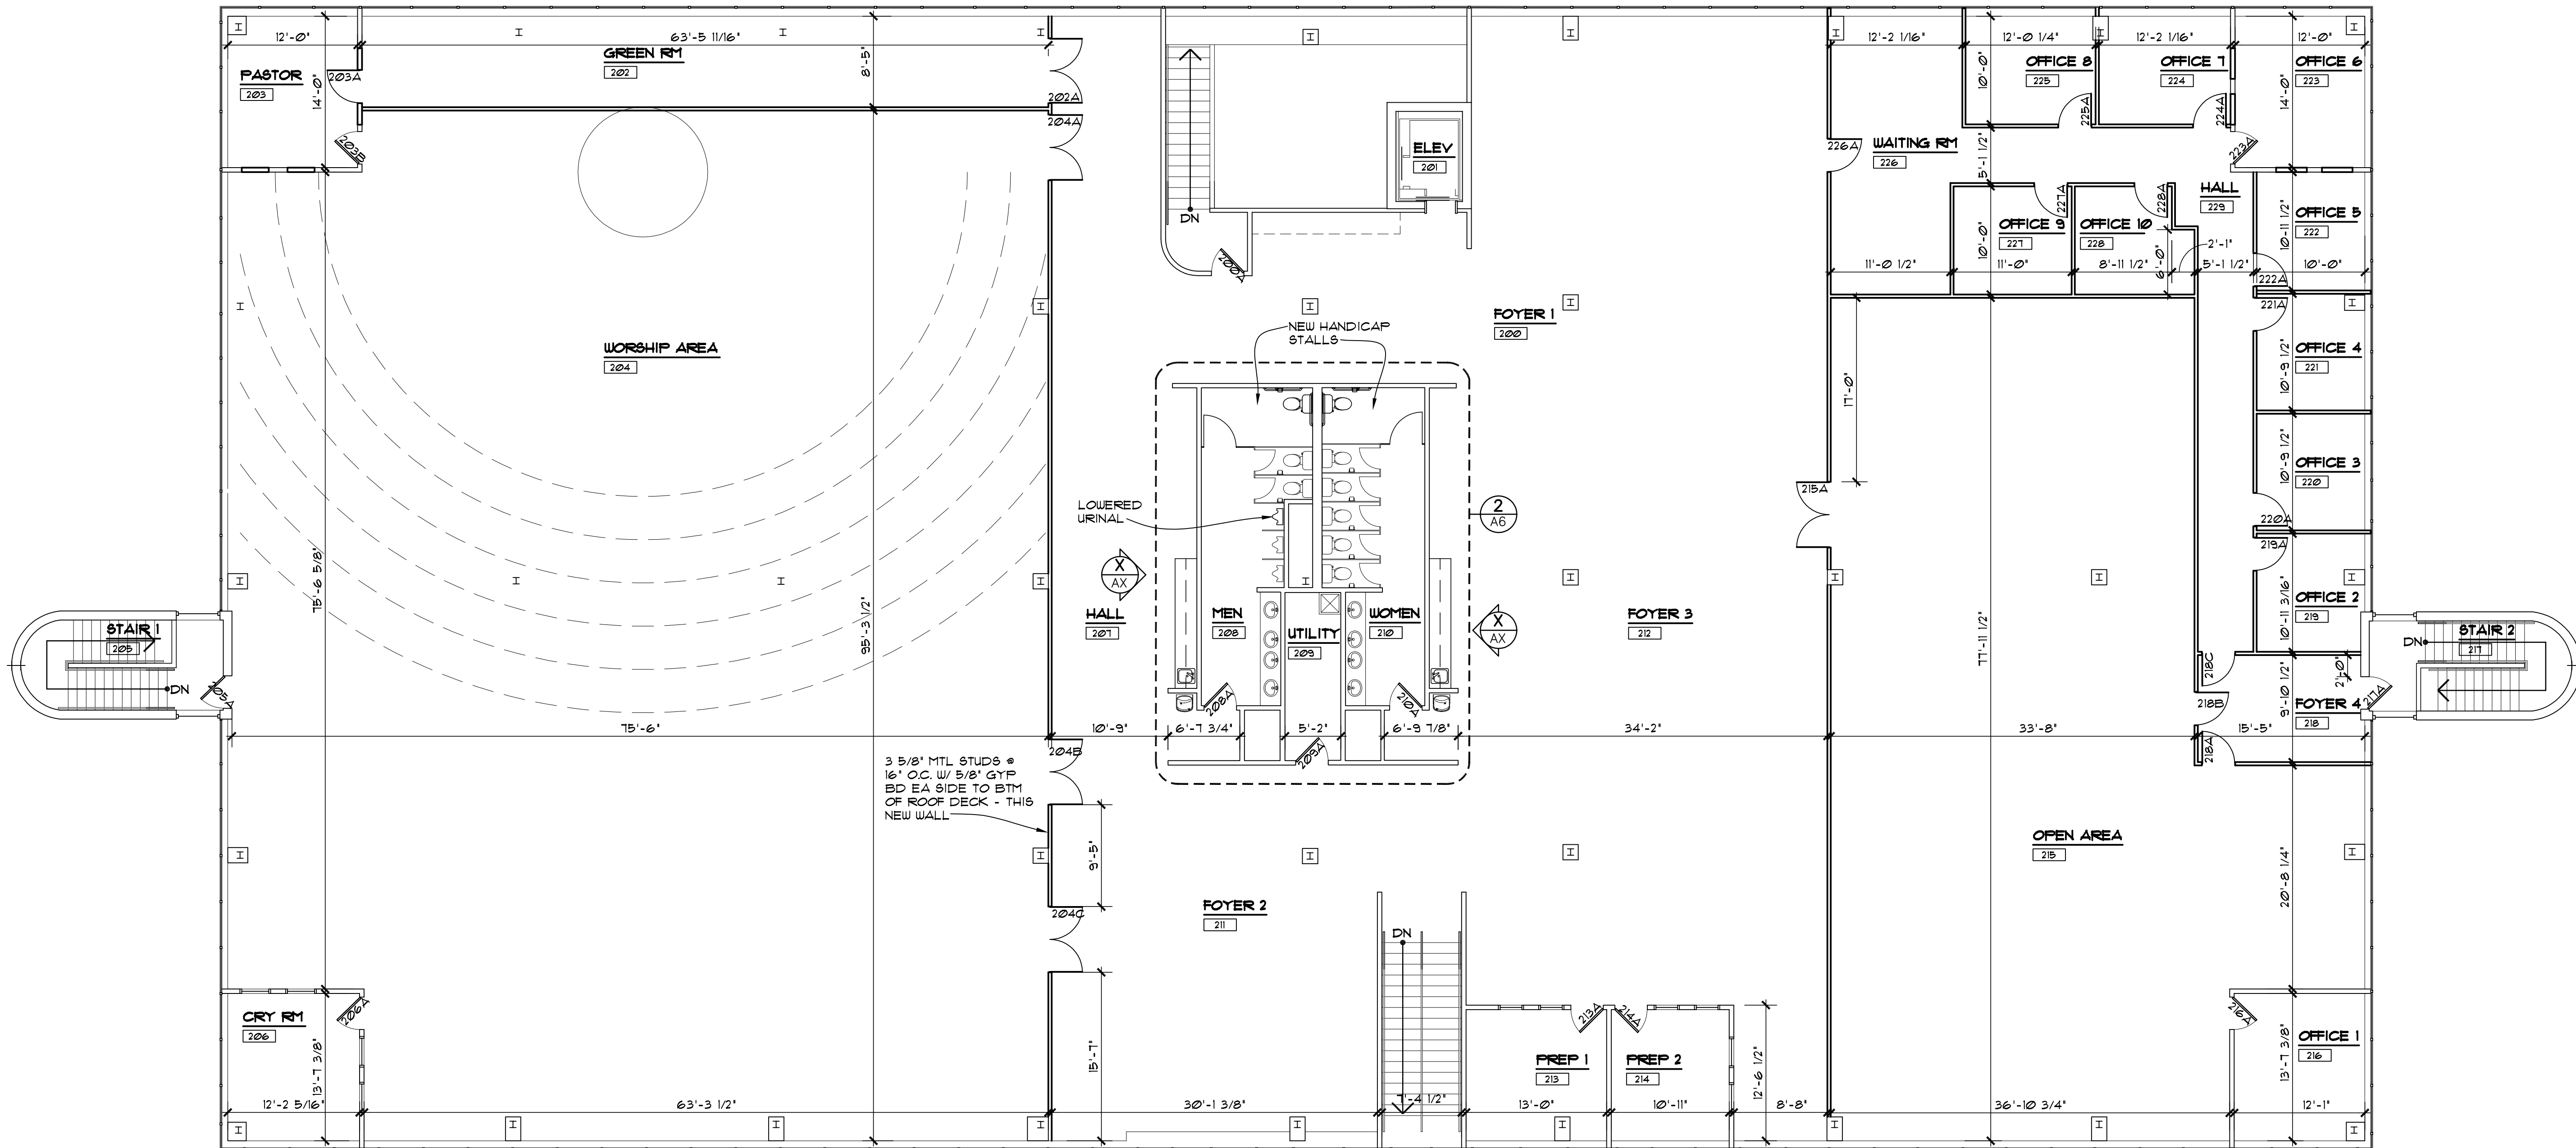 12'-0"
63'-5 11/16"
12'-2 1/16"
12'-0 1/4"
12'-2 1/16"
12'-0"
PASTOR
203
203A
14'-0"
203B
GREEN RM
202
8'-5"
202A
204A
DN
ELEV
201
200A
226A
WAITING RM
226
10'-0"
OFFICE 8
225
225A
OFFICE 7
224
224A
OFFICE 6
223
14'-0"
223A
5'-1 1/2"
227A
228A
HALL
229
OFFICE 9
227
OFFICE 10
228
10'-0"
6'-0"
2'-1"
11'-0 1/2"
11'-0"
8'-11 1/2"
5'-1 1/2"
10'-0"
OFFICE 5
222
10'-11 1/2"
222A
221A
OFFICE 4
221
10'-9 1/2"
OFFICE 3
220
10'-9 1/2"
220A
219A
OFFICE 2
219
10'-11 3/16"
WORSHIP AREA
204
75'-6 5/8"
95'-3 1/2"
FOYER 1
200
NEW HANDICAP
STALLS
LOWERED
URINAL
2
A6
X
AX
X
AX
17'-0"
215A
HALL
207
MEN
208
UTILITY
209
WOMEN
210
208A
210A
209A
FOYER 3
212
77'-11 1/2"
STAIR 1
205
DN
205A
STAIR 2
217
DN
217A
218C
218B
218A
2'-0"
9'-10 1/2"
FOYER 4
218
75'-6"
10'-9"
6'-7 3/4"
5'-2"
6'-9 7/8"
34'-2"
33'-8"
15'-5"
204B
3 5/8" MTL STUDS @
16" O.C. W/ 5/8" GYP
BD EA SIDE TO BTM
OF ROOF DECK - THIS
NEW WALL
9'-5"
204C
OPEN AREA
215
20'-8 1/4"
FOYER 2
211
DN
CRY RM
206
206A
13'-7 3/8"
15'-7"
213A
214A
PREP 1
213
PREP 2
214
12'-6 1/2"
216A
OFFICE 1
216
13'-7 3/8"
12'-2 5/16"
63'-3 1/2"
30'-1 3/8"
7'-4 1/2"
13'-0"
10'-11"
8'-8"
36'-10 3/4"
12'-1"